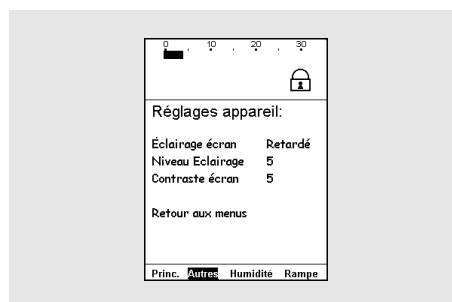 0 10 20 30
Réglages appareil:
Éclairage écran Retardé
Niveau Eclairage 5
Contraste écran 5
Retour aux menus
Princ. Autres Humidité Rampe